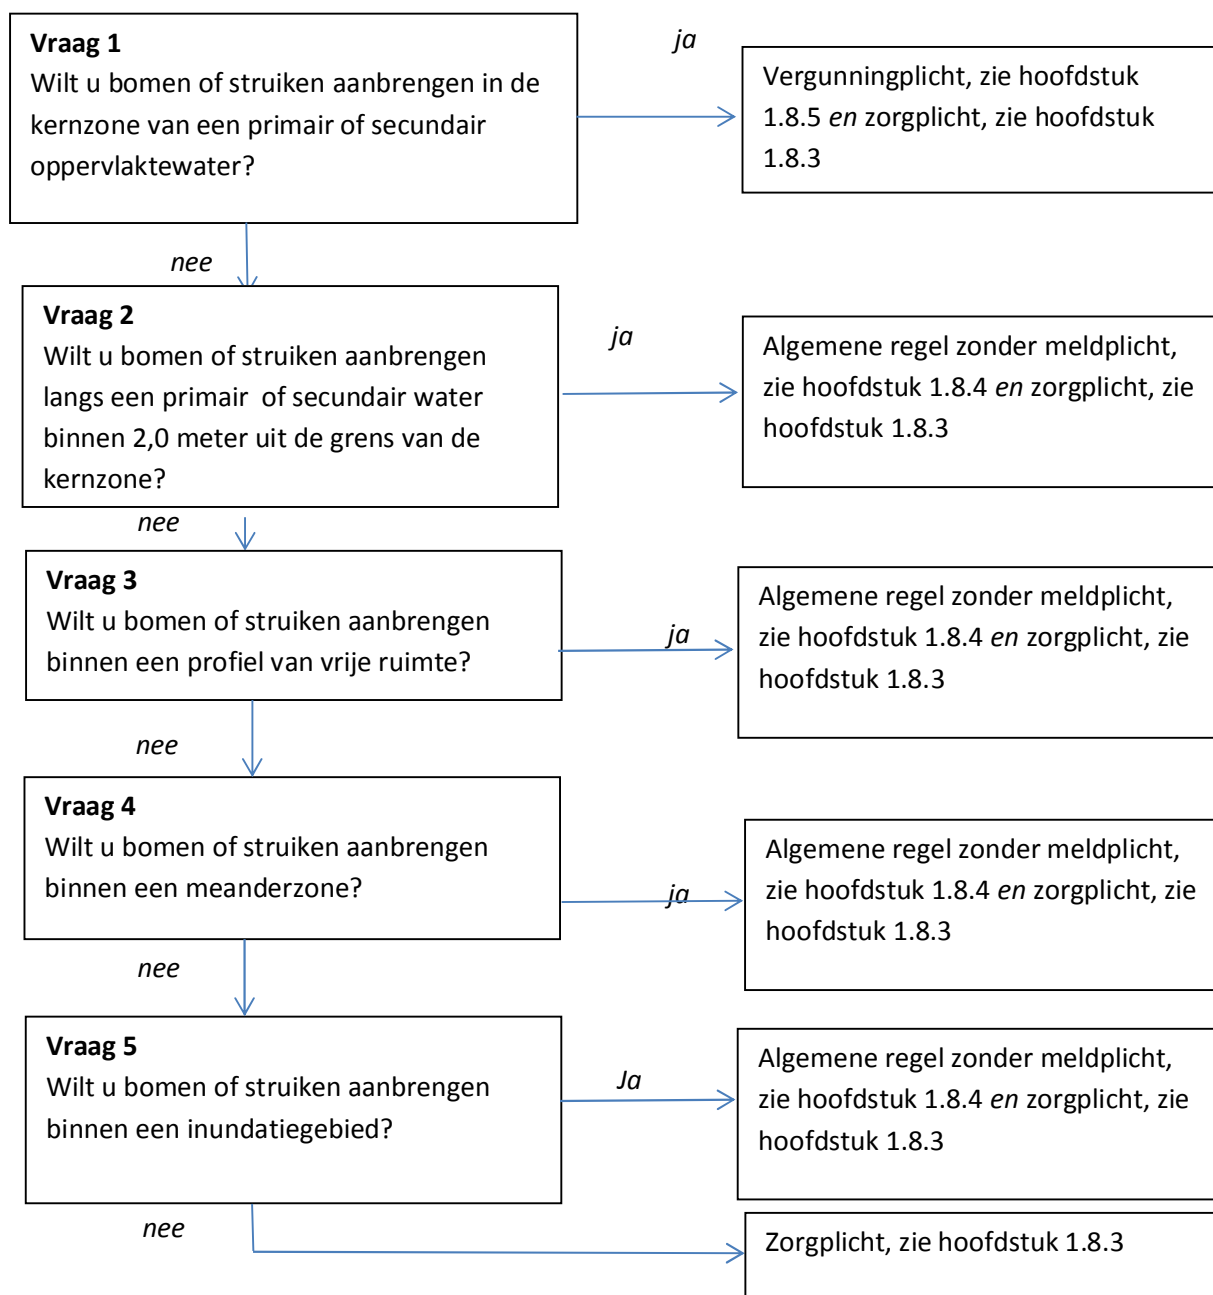 Vraag 1
Wilt u bomen of struiken aanbrengen in de
kernzone van een primair of secundair
oppervlaktewater?
ja
Vergunningplicht, zie hoofdstuk
1.8.5 en zorgplicht, zie hoofdstuk
1.8.3
nee
Vraag 2
Wilt u bomen of struiken aanbrengen
langs een primair of secundair water
binnen 2,0 meter uit de grens van de
kernzone?
ja
Algemene regel zonder meldplicht,
zie hoofdstuk 1.8.4 en zorgplicht, zie
hoofdstuk 1.8.3
nee
Vraag 3
Wilt u bomen of struiken aanbrengen
binnen een profiel van vrije ruimte?
ja
Algemene regel zonder meldplicht,
zie hoofdstuk 1.8.4 en zorgplicht, zie
hoofdstuk 1.8.3
nee
Vraag 4
Wilt u bomen of struiken aanbrengen
binnen een meanderzone?
ja
Algemene regel zonder meldplicht,
zie hoofdstuk 1.8.4 en zorgplicht, zie
hoofdstuk 1.8.3
nee
Vraag 5
Wilt u bomen of struiken aanbrengen
binnen een inundatiegebied?
Ja
Algemene regel zonder meldplicht,
zie hoofdstuk 1.8.4 en zorgplicht, zie
hoofdstuk 1.8.3
nee
Zorgplicht, zie hoofdstuk 1.8.3